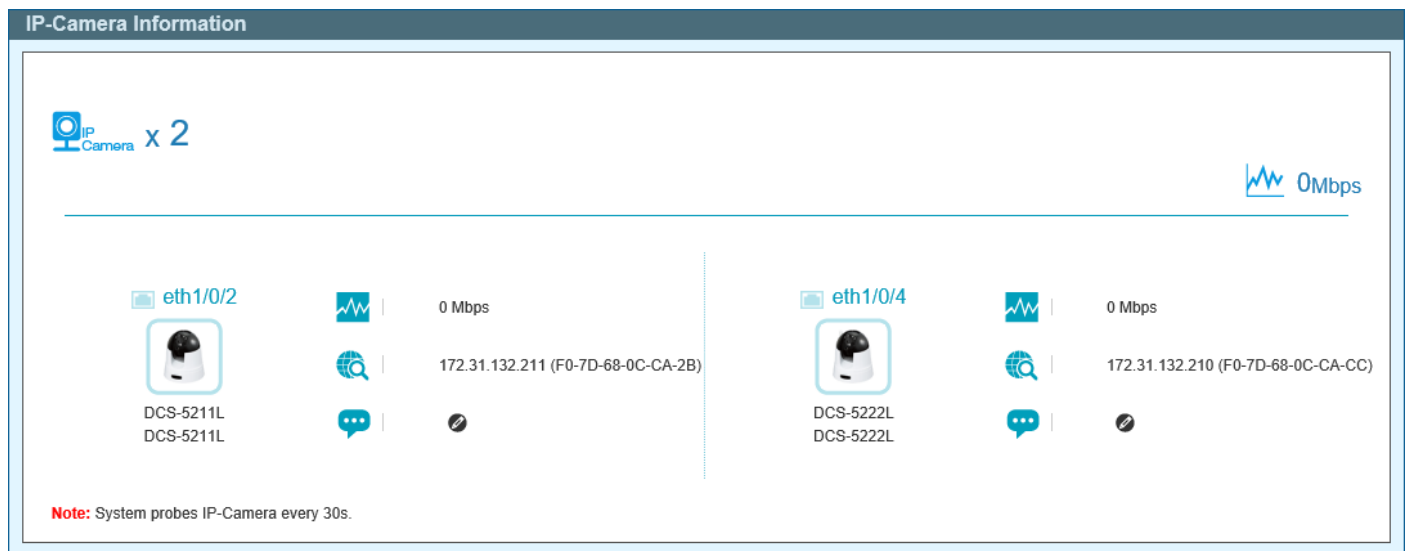 IP-Camera Information
IP
Camera x 2
0Mbps
eth1/0/2
0 Mbps
172.31.132.211 (F0-7D-68-0C-CA-2B)
DCS-5211L
DCS-5211L
eth1/0/4
0 Mbps
172.31.132.210 (F0-7D-68-0C-CA-CC)
DCS-5222L
DCS-5222L
Note: System probes IP-Camera every 30s.